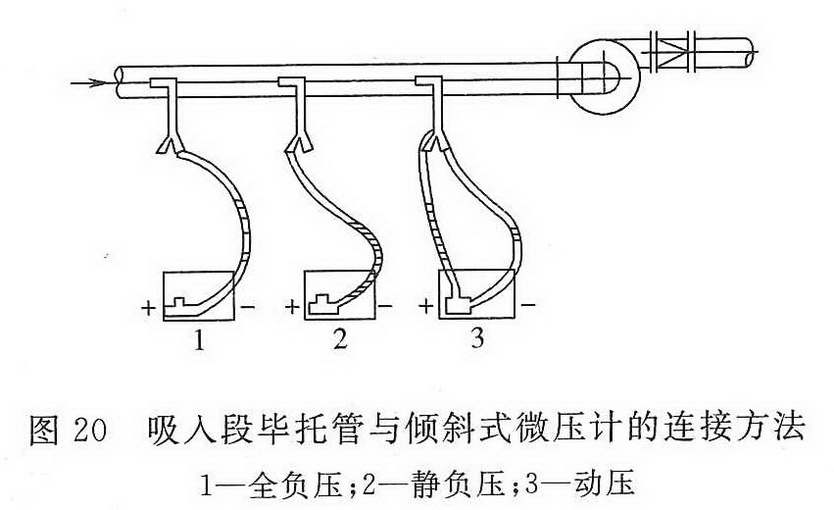 + − + − + −
1 2 3
图 20 吸入段毕托管与倾斜式微压计的连接方法
1—全负压;2—静负压;3—动压